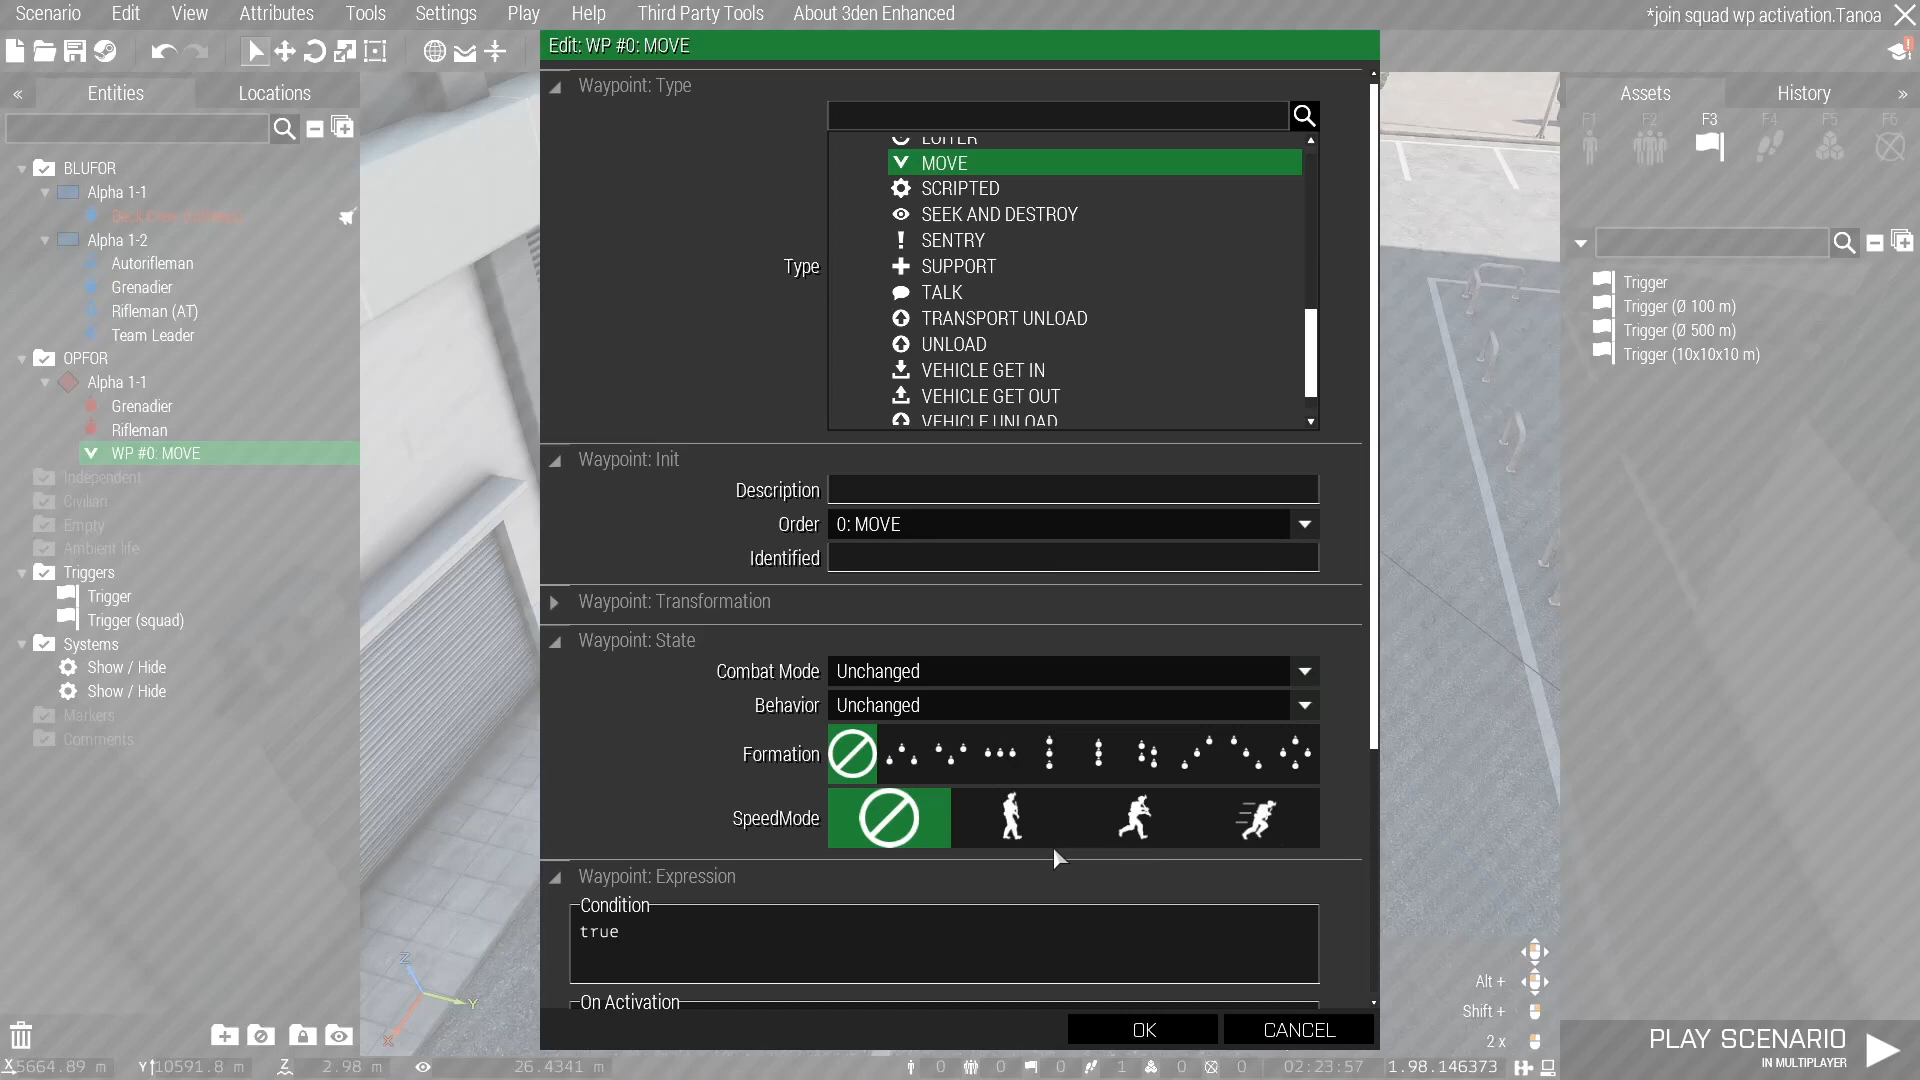 Scenario Edit View Attributes Tools Settings Play Help Third Party Tools About 3den Enhanced
*join squad wp activation.Tanoa
Edit: WP #0: MOVE
« Entities Locations
BLUFOR
Alpha 1-1
Alpha 1-2
Autorifleman
Grenadier
Rifleman (AT)
Team Leader
OPFOR
Alpha 1-1
Grenadier
Rifleman
WP #0: MOVE
Independent
Civilian
Empty
Ambient life
Triggers
Trigger
Trigger (squad)
Systems
Show / Hide
Show / Hide
Markers
Comments
Waypoint: Type
Type
LOITER
MOVE
SCRIPTED
SEEK AND DESTROY
SENTRY
SUPPORT
TALK
TRANSPORT UNLOAD
UNLOAD
VEHICLE GET IN
VEHICLE GET OUT
VEHICLE UNLOAD
Waypoint: Init
Description
Order 0: MOVE
Identified
Waypoint: Transformation
Waypoint: State
Combat Mode Unchanged
Behavior Unchanged
Formation
SpeedMode
Waypoint: Expression
Condition
true
On Activation
OK CANCEL
Assets History »
F1 F2 F3 F4 F5 F6
Trigger
Trigger (Ø 100 m)
Trigger (Ø 500 m)
Trigger (10x10x10 m)
Alt +
Shift +
2 x
Z
Y
X
PLAY SCENARIO
IN MULTIPLAYER
X 5664.89 m Y 10591.8 m Z 2.98 m 26.4341 m 0 0 0 1 0 0 02:23:57 1.98.146373